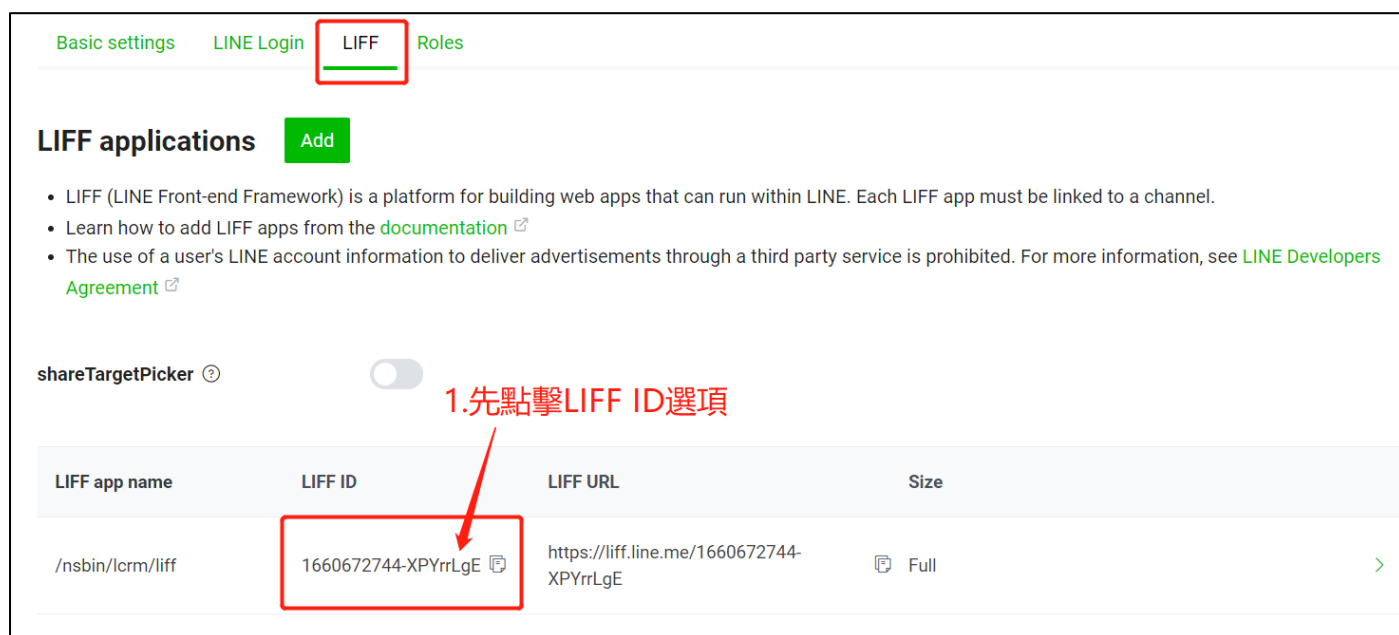 Basic settings LINE Login LIFF Roles
LIFF applications Add
• LIFF (LINE Front-end Framework) is a platform for building web apps that can run within LINE. Each LIFF app must be linked to a channel.
• Learn how to add LIFF apps from the documentation
• The use of a user's LINE account information to deliver advertisements through a third party service is prohibited. For more information, see LINE Developers
Agreement
shareTargetPicker ?
1.先點擊LIFF ID選項
LIFF app name LIFF ID LIFF URL Size
/nsbin/lcrm/liff 1660672744-XPYrrLgE https://liff.line.me/1660672744- Full
XPYrrLgE